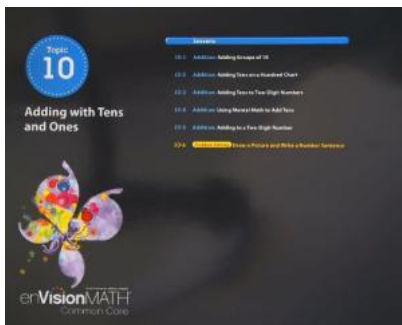 Topic
10
Adding with Tens
and Ones
Lessons
10-1 Addition: Adding Groups of 10
10-2 Addition: Adding Tens on a Hundred Chart
10-3 Addition: Adding Tens to Two-Digit Numbers
10-4 Addition: Using Mental Math to Add Tens
10-5 Addition: Adding to a Two-Digit Number
10-6 Problem Solving: Draw a Picture and Write a Number Sentence
enVisionMATH
Common Core